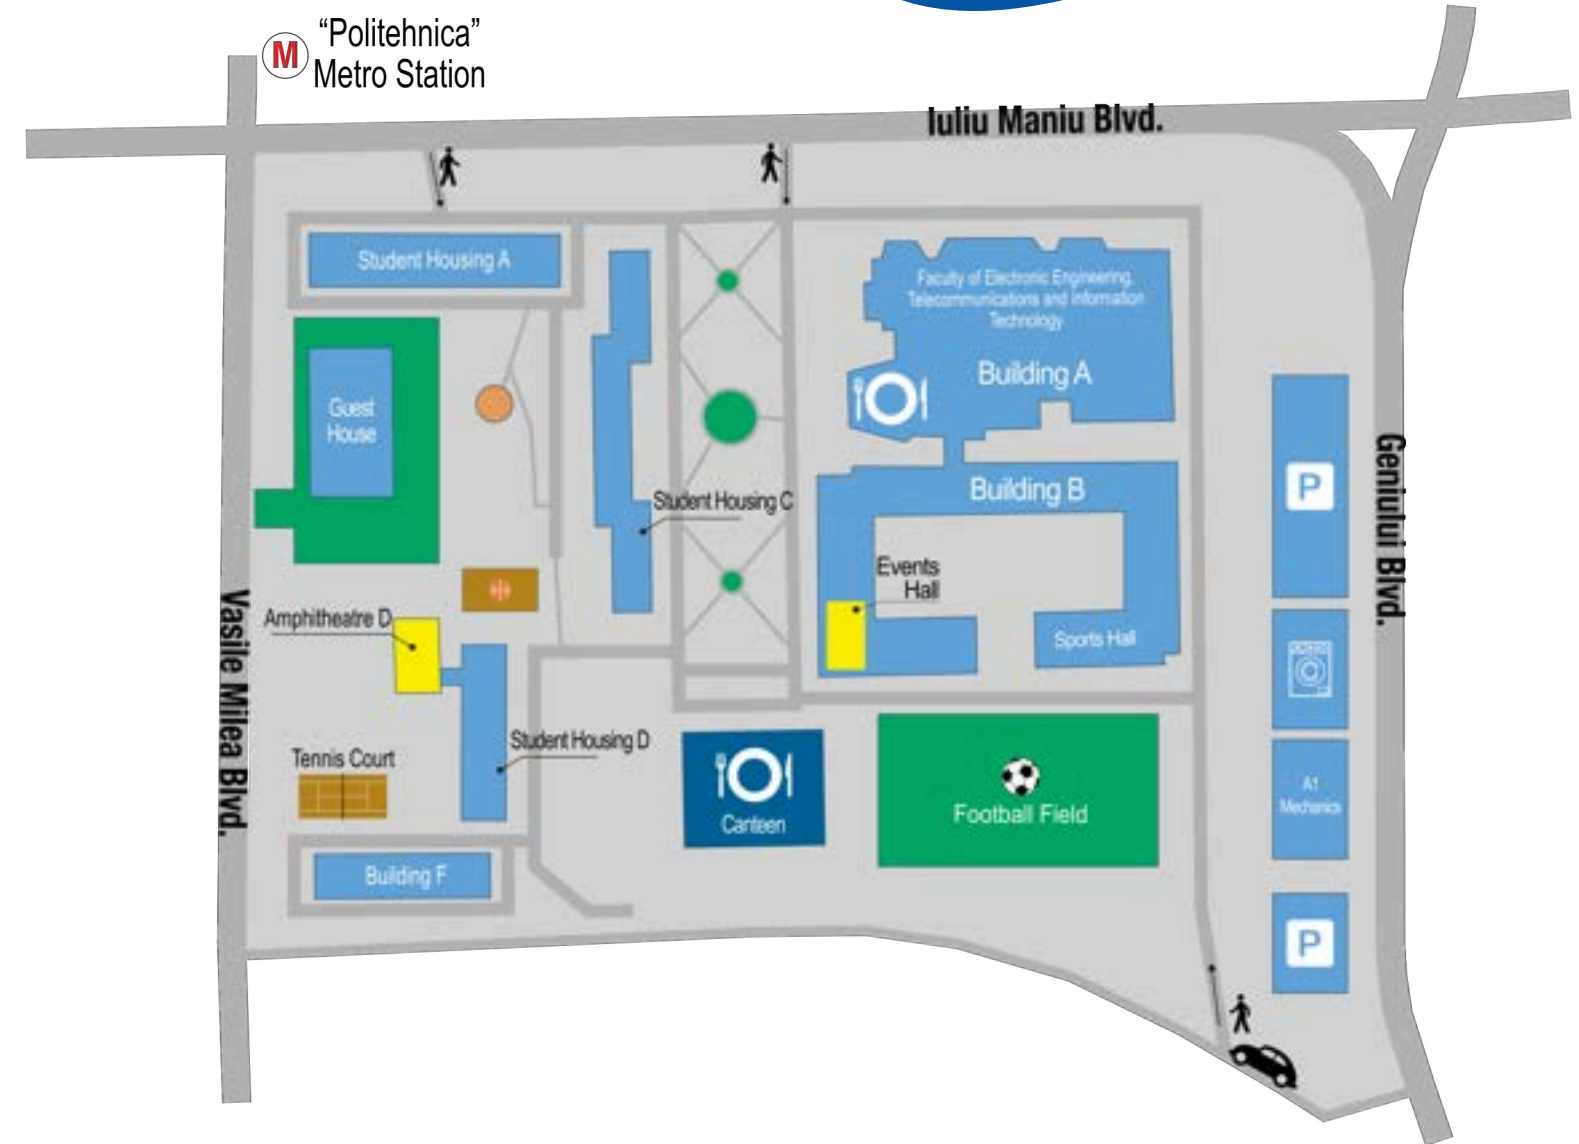 “Politehnica”
Metro Station
M
Iuliu Maniu Blvd.
Student Housing A
Faculty of Electronic Engineering,
Telecommunications and Information
Technology
Building A
Guest
House
Building B
P
Student Housing C
Geniului Blvd.
Events
Hall
Amphitheatre D
Sports Hall
Vasile Milea Blvd.
Student Housing D
Tennis Court
A1
Mechanics
Football Field
Canteen
Building F
P